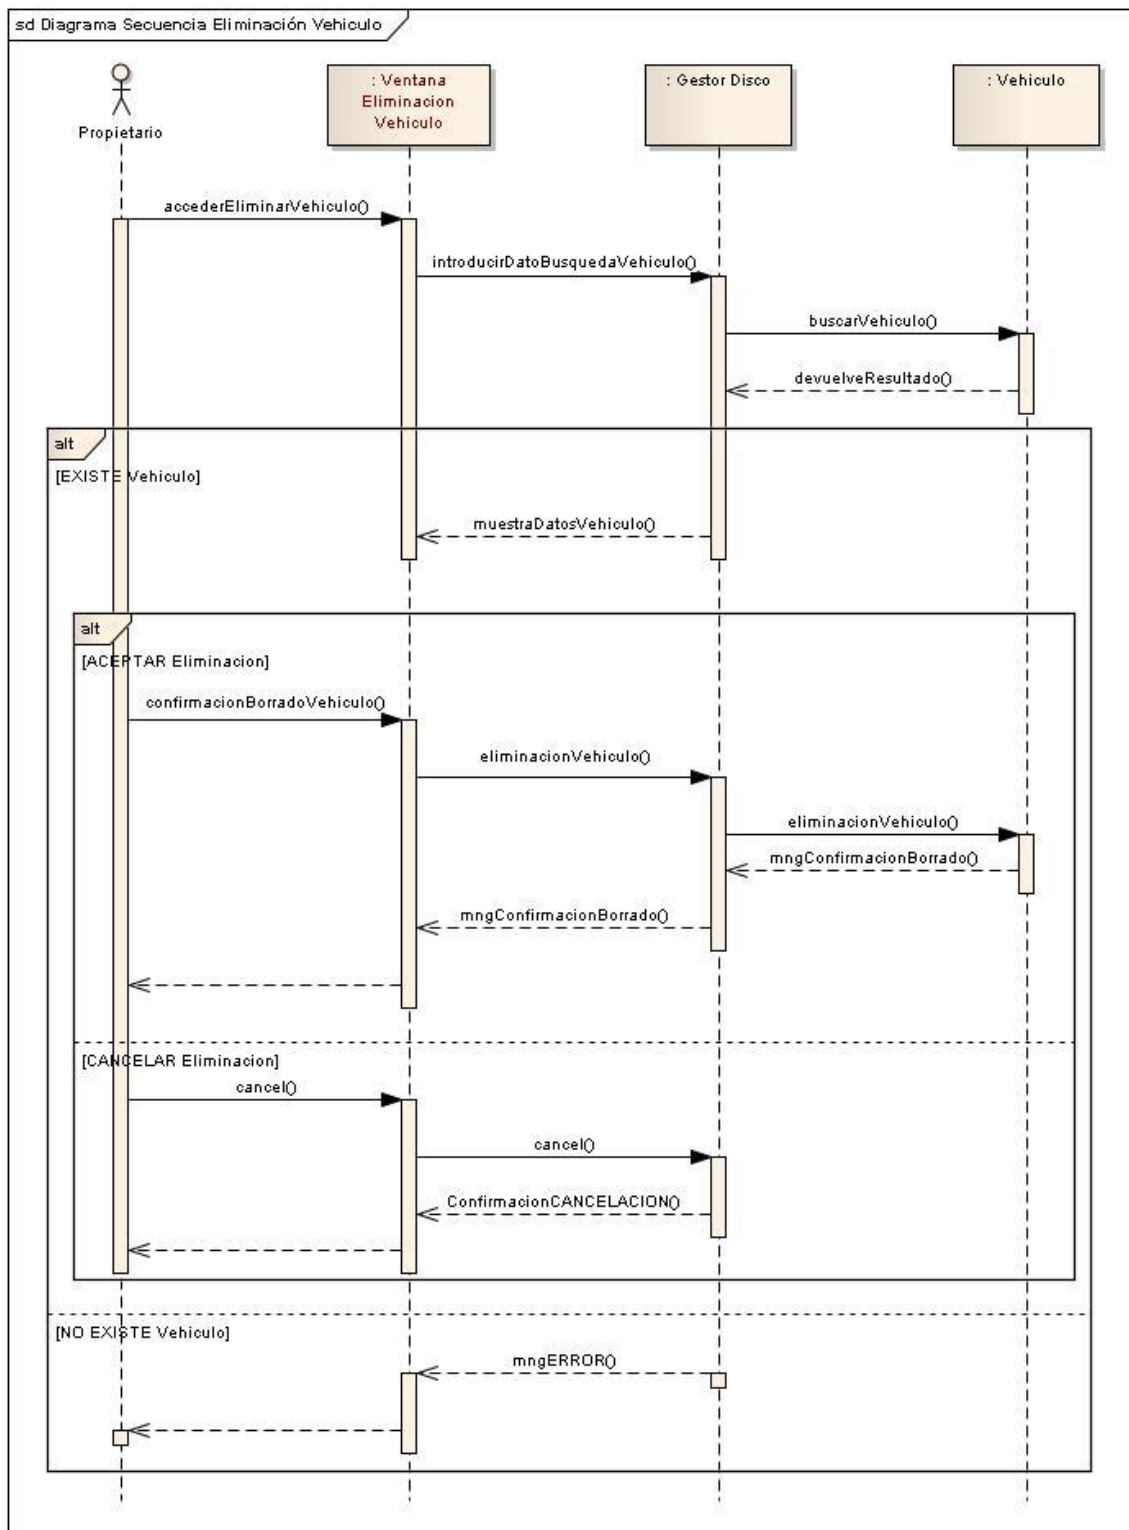 sd Diagrama Secuencia Eliminación Vehiculo
Propietario
: Ventana
Eliminacion
Vehiculo
: Gestor Disco
: Vehiculo
accederEliminarVehiculo()
introducirDatoBusquedaVehiculo()
buscarVehiculo()
devuelveResultado()
alt
[EXISTE Vehiculo]
muestraDatosVehiculo()
alt
[ACEPTAR Eliminacion]
confirmacionBorradoVehiculo()
eliminacionVehiculo()
eliminacionVehiculo()
mngConfirmacionBorrado()
mngConfirmacionBorrado()
[CANCELAR Eliminacion]
cancel()
cancel()
ConfirmacionCANCELACION()
[NO EXISTE Vehiculo]
mngERROR()